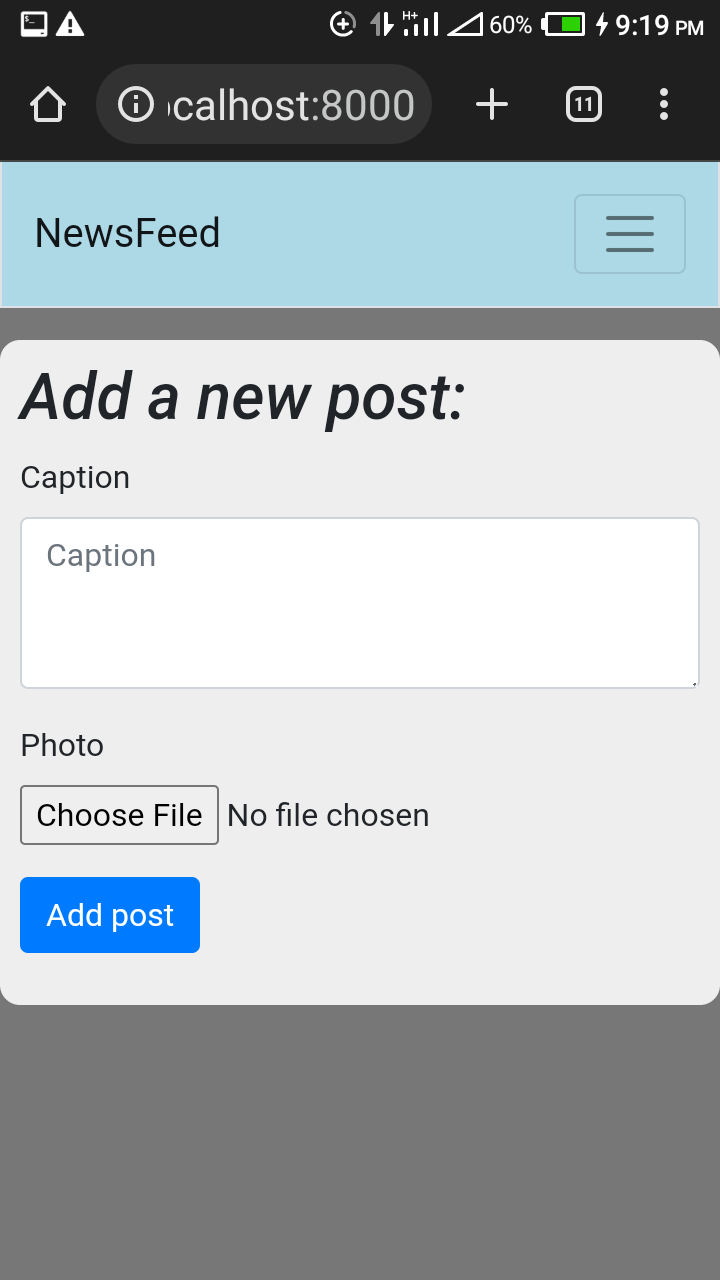 H+ 60% 9:19 PM
ocalhost:8000 11
NewsFeed
Add a new post:
Caption
Caption
Photo
Choose File No file chosen
Add post